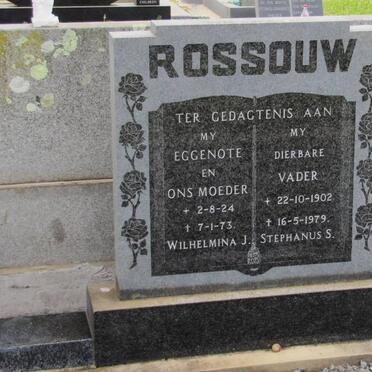 ROSSOUW
TER GEDAGTENIS AAN
MY
EGGENOTE
EN
ONS MOEDER
+ 2-8-24
† 7-1-73
WILHELMINA J.
MY
DIERBARE
VADER
+ 22-10-1902
† 16-5-1979
STEPHANUS S.